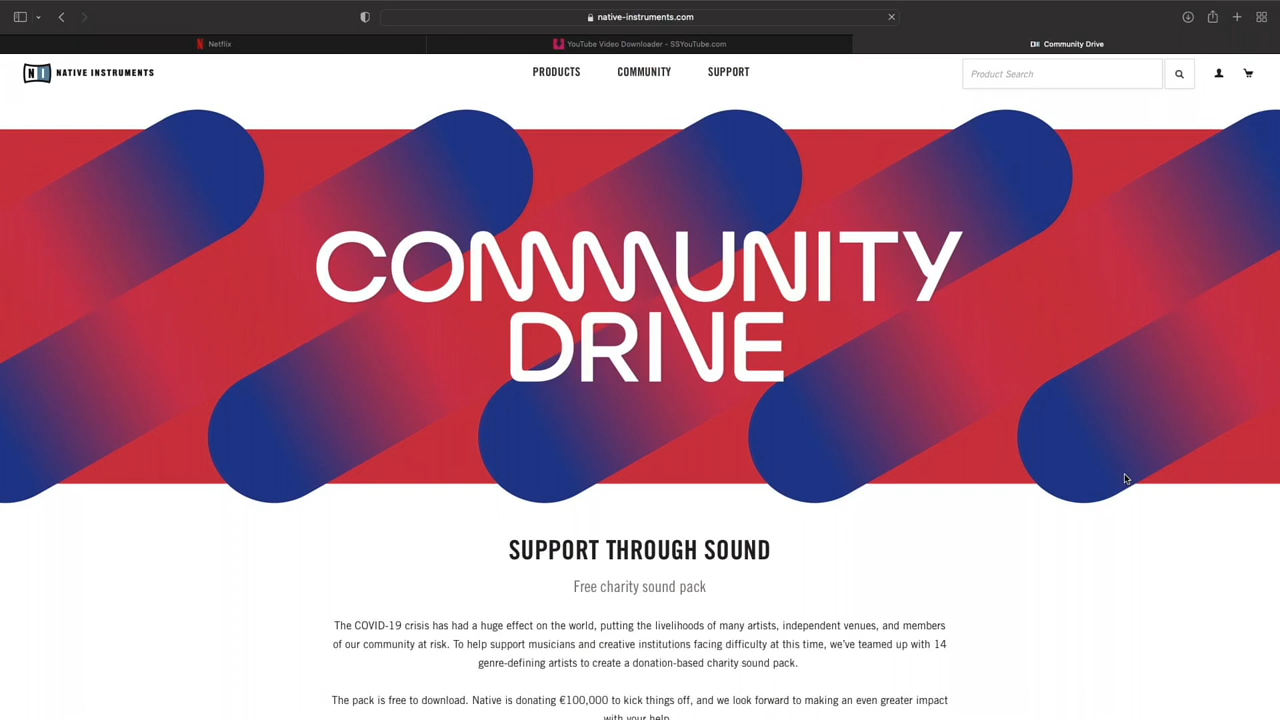 native-instruments.com
Netflix
YouTube Video Downloader - SSYouTube.com
Community Drive
NATIVE INSTRUMENTS
PRODUCTS
COMMUNITY
SUPPORT
Product Search
COMMUNITY
DRIVE
SUPPORT THROUGH SOUND
Free charity sound pack
The COVID-19 crisis has had a huge effect on the world, putting the livelihoods of many artists, independent venues, and members
of our community at risk. To help support musicians and creative institutions facing difficulty at this time, we've teamed up with 14
genre-defining artists to create a donation-based charity sound pack.
The pack is free to download. Native is donating €100,000 to kick things off, and we look forward to making an even greater impact
with your help.